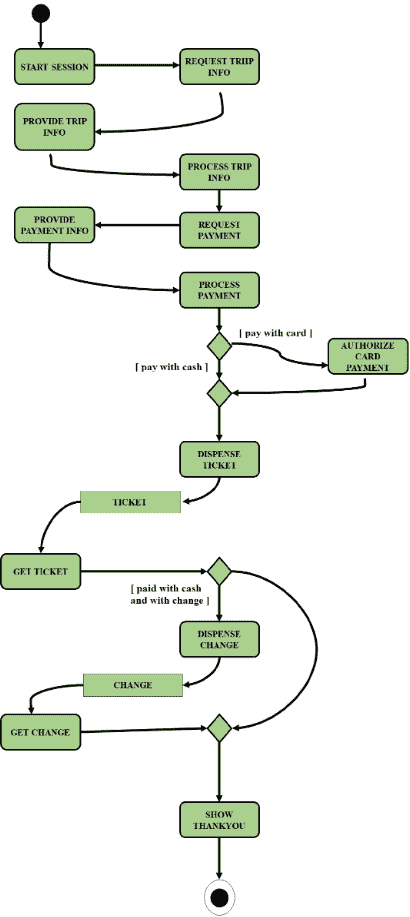 START SESSION
REQUEST TRIIP
INFO
PROVIDE TRIP
INFO
PROCESS TRIP
INFO
PROVIDE
PAYMENT INFO
REQUEST
PAYMENT
PROCESS
PAYMENT
[ pay with card ]
[ pay with cash ]
AUTHORIZE
CARD
PAYMENT
DISPENSE
TICKET
TICKET
GET TICKET
[ paid with cash
and with change ]
DISPENSE
CHANGE
CHANGE
GET CHANGE
SHOW
THANKYOU